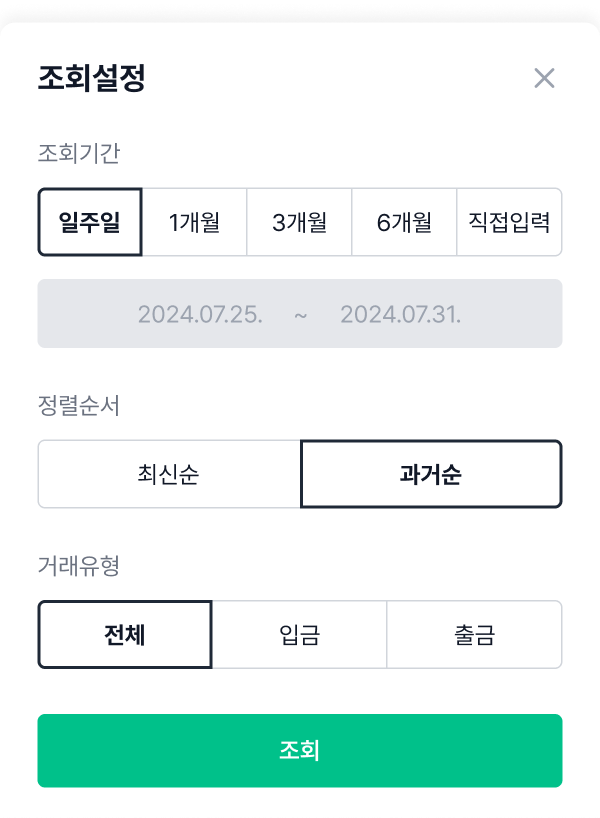 조회설정
조회기간
일주일 1개월 3개월 6개월 직접입력
2024.07.25. ~ 2024.07.31.
정렬순서
최신순 과거순
거래유형
전체 입금 출금
조회